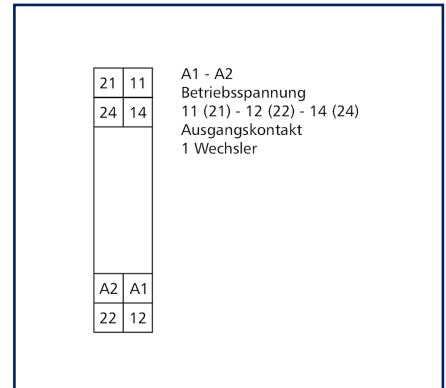 21 11
24 14
A2 A1
22 12
A1 - A2
Betriebsspannung
11 (21) - 12 (22) - 14 (24)
Ausgangskontakt
1 Wechsler